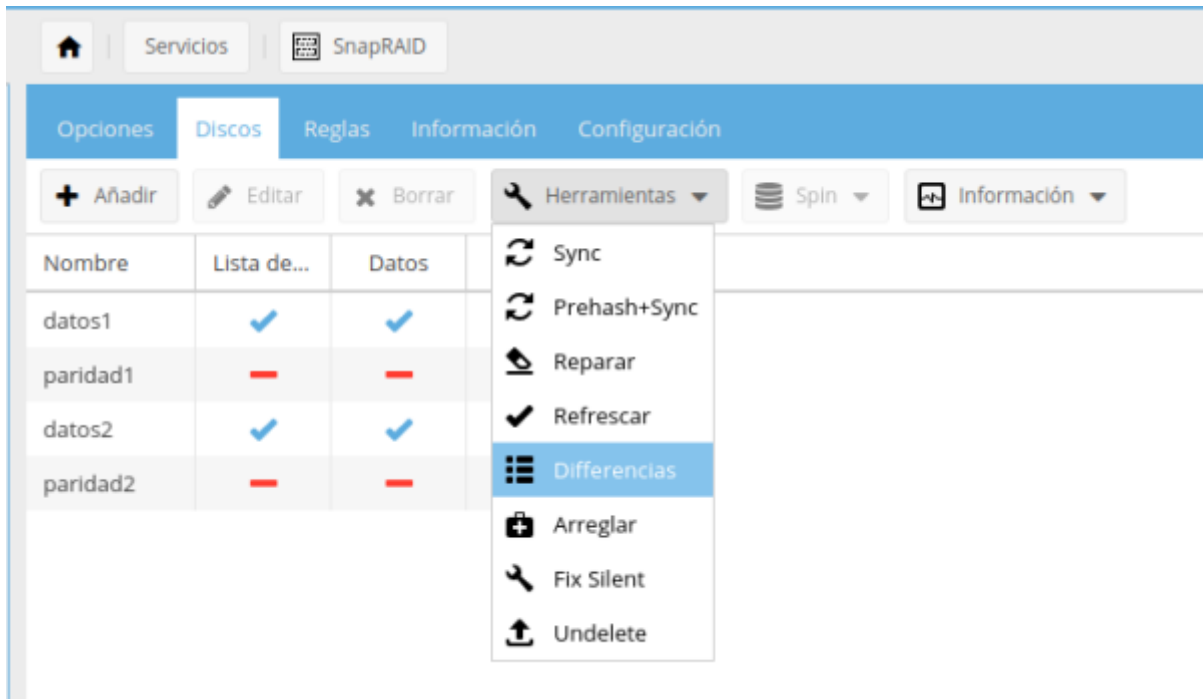 Servicios SnapRAID
Opciones Discos Reglas Información Configuración
Añadir Editar Borrar Herramientas Spin Información
Nombre Lista de... Datos
datos1
paridad1
datos2
paridad2
Sync
Prehash+Sync
Reparar
Refrescar
Differencias
Arreglar
Fix Silent
Undelete